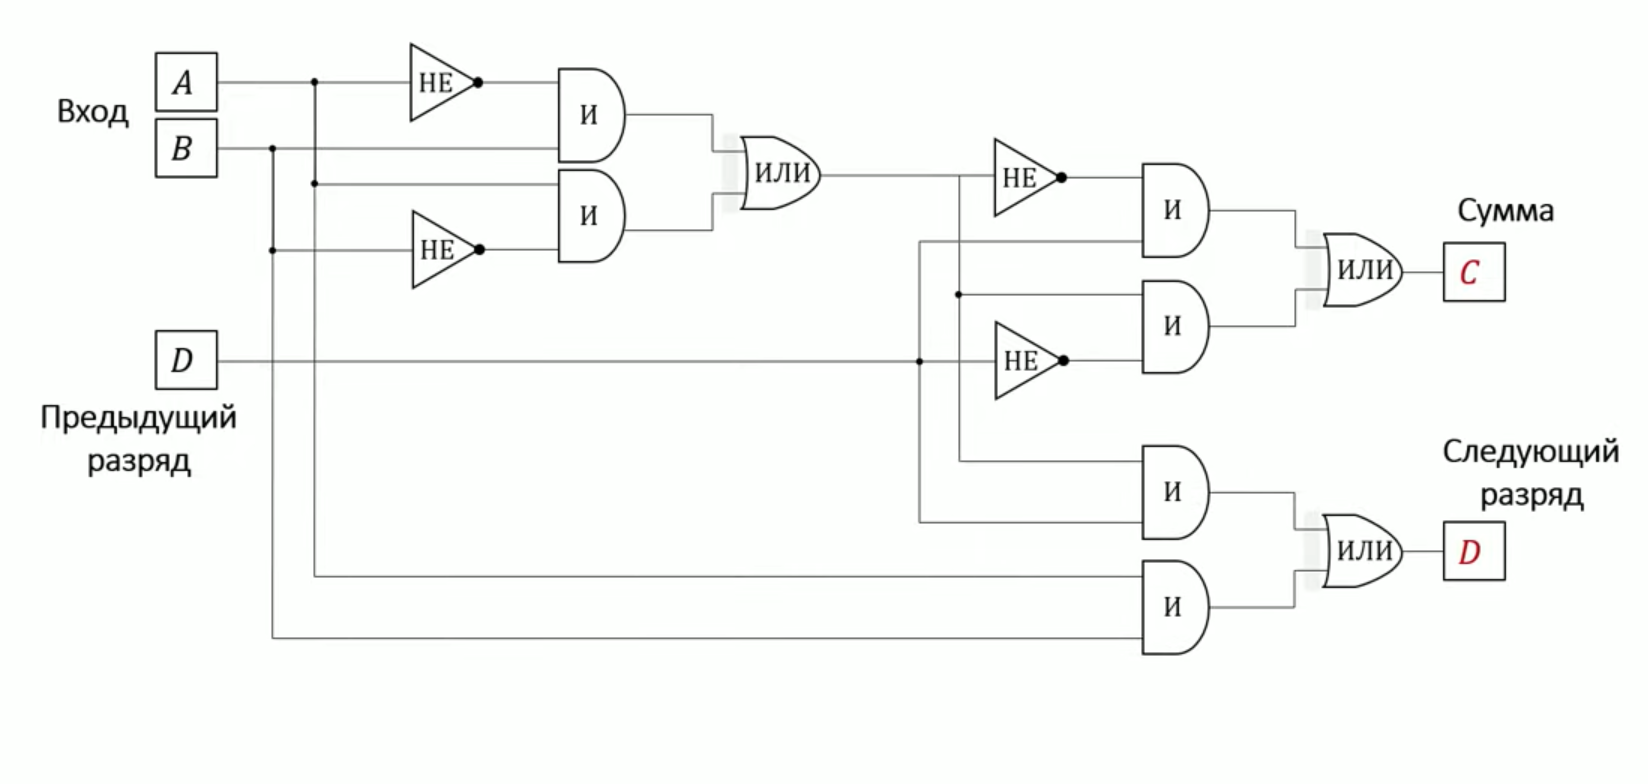 A
НЕ
И
Вход
B
ИЛИ
НЕ
И
И
НЕ
Сумма
ИЛИ
C
И
D
НЕ
Предыдущий
разряд
Следующий
разряд
И
ИЛИ
D
И